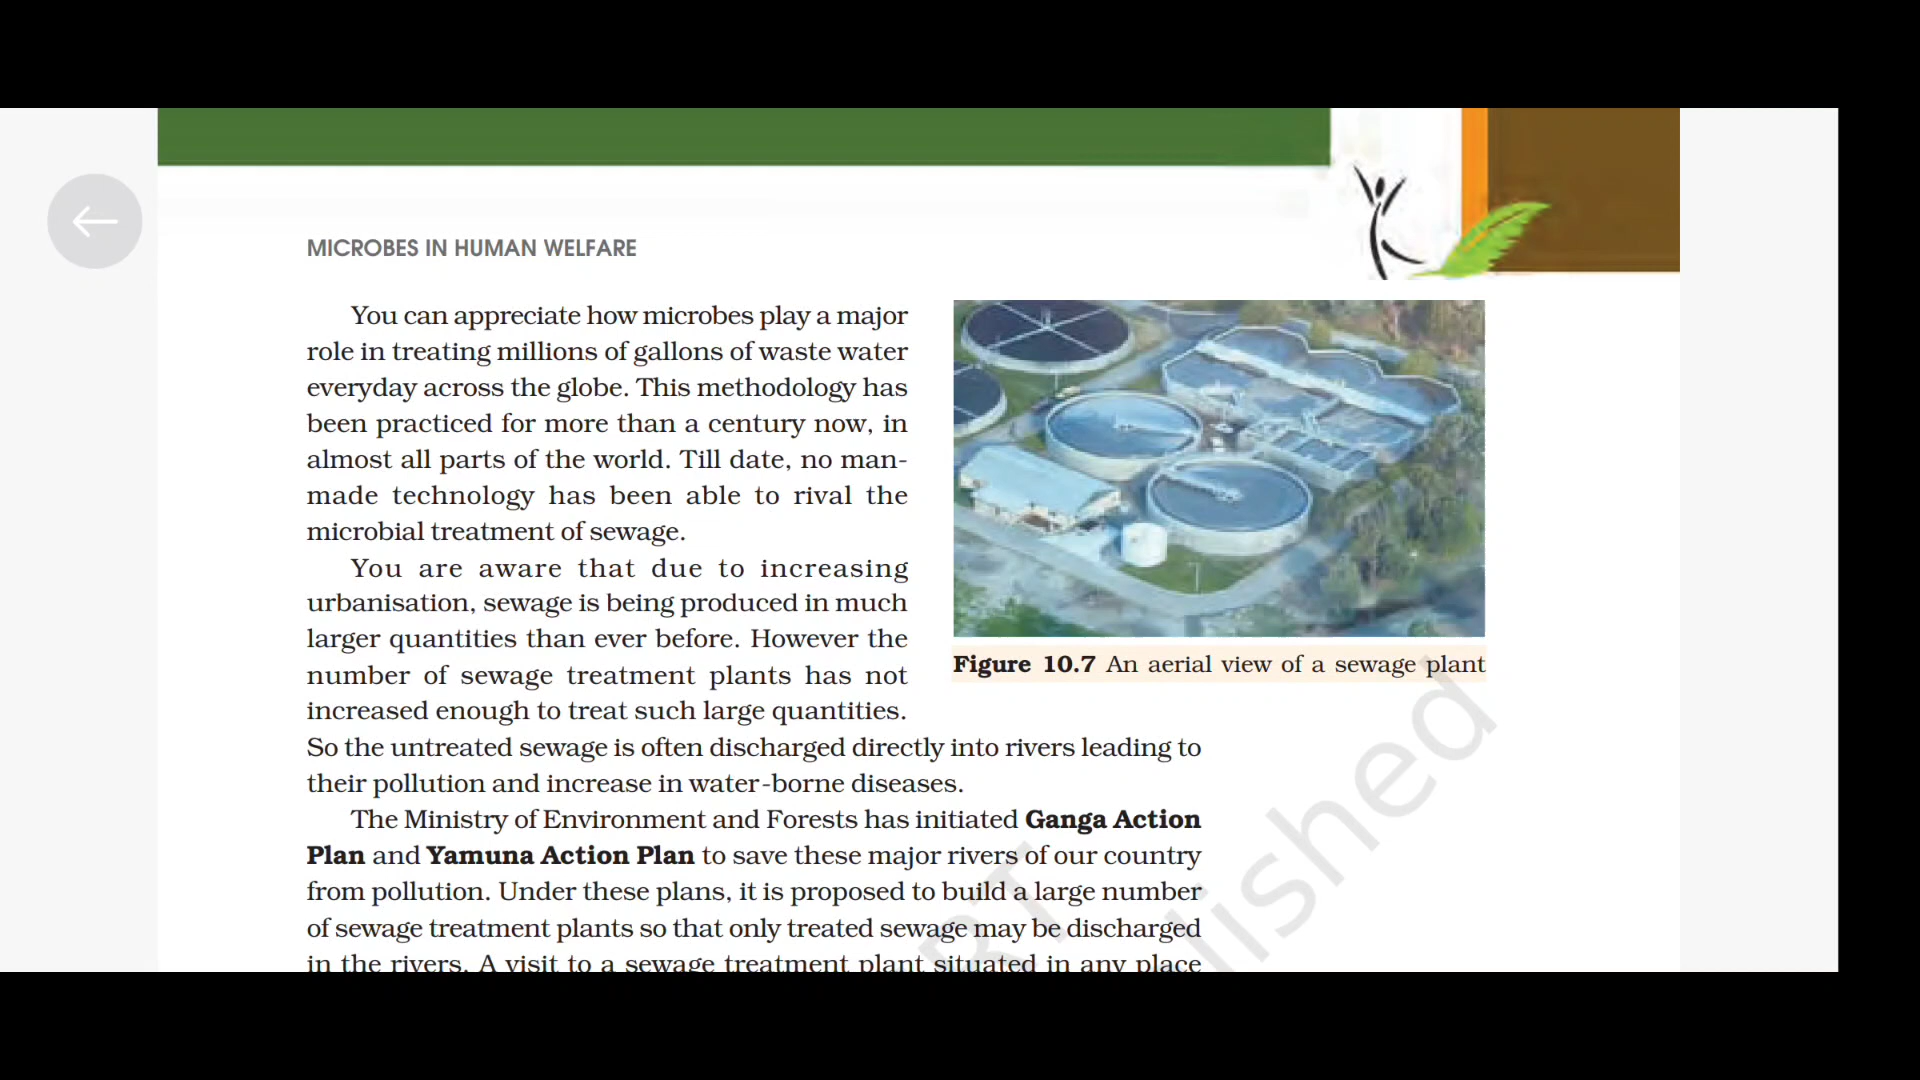 MICROBES IN HUMAN WELFARE
You can appreciate how microbes play a major
role in treating millions of gallons of waste water
everyday across the globe. This methodology has
been practiced for more than a century now, in
almost all parts of the world. Till date, no man-
made technology has been able to rival the
microbial treatment of sewage.
You are aware that due to increasing
urbanisation, sewage is being produced in much
larger quantities than ever before. However the
number of sewage treatment plants has not
increased enough to treat such large quantities.
So the untreated sewage is often discharged directly into rivers leading to
their pollution and increase in water-borne diseases.
The Ministry of Environment and Forests has initiated Ganga Action
Plan and Yamuna Action Plan to save these major rivers of our country
from pollution. Under these plans, it is proposed to build a large number
of sewage treatment plants so that only treated sewage may be discharged
in the rivers. A visit to a sewage treatment plant situated in any place
Figure 10.7 An aerial view of a sewage plant
RT
lished